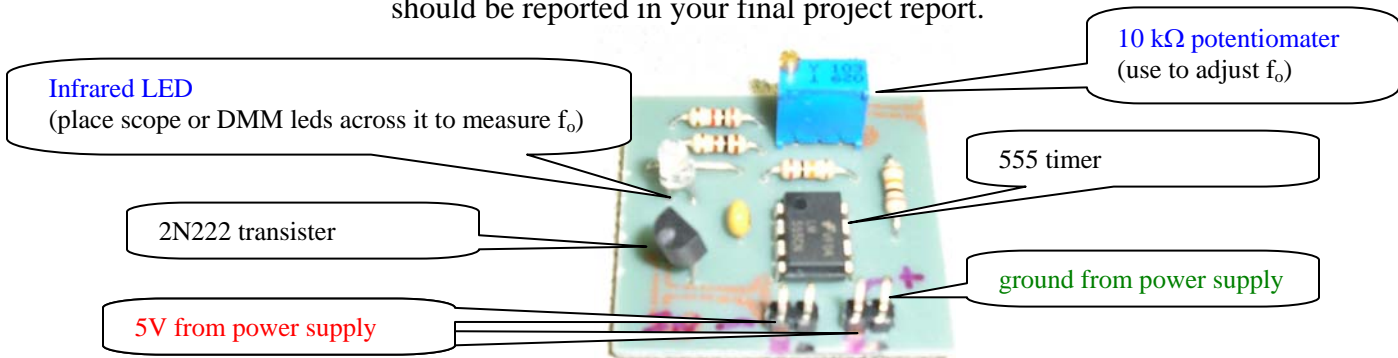 should be reported in your final project report.
10 kΩ potentiomater
(use to adjust fₒ)
Infrared LED
(place scope or DMM leds across it to measure fₒ)
555 timer
2N222 transister
ground from power supply
5V from power supply
103
+